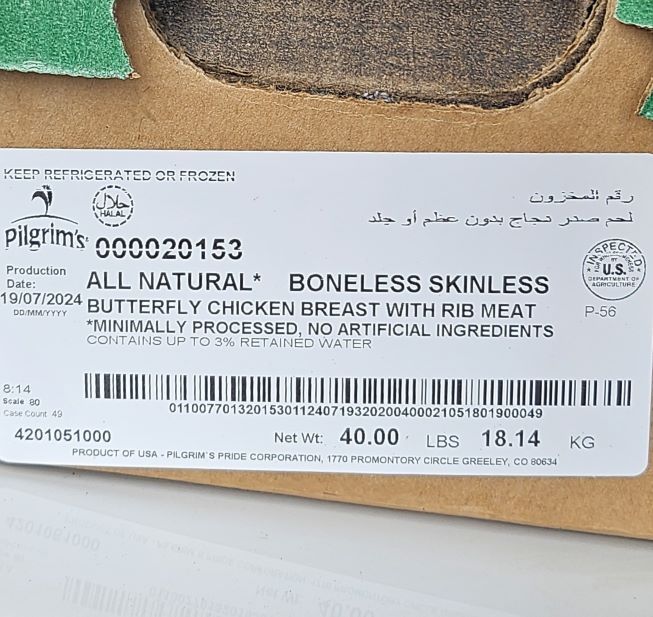 KEEP REFRIGERATED OR FROZEN
Pilgrim's
حلال
HALAL
000020153
رقم المخزون
لحم صدر دجاج بدون عظم أو جلد
Production
Date:
19/07/2024
DD/MM/YYYY
ALL NATURAL* BONELESS SKINLESS
BUTTERFLY CHICKEN BREAST WITH RIB MEAT
*MINIMALLY PROCESSED, NO ARTIFICIAL INGREDIENTS
CONTAINS UP TO 3% RETAINED WATER
INSPECTED
U.S.
DEPARTMENT OF
AGRICULTURE
P-56
8:14
Scale 80
Case Count 49
01100770132015301124071932020040002105180190049
4201051000
Net Wt: 40.00 LBS 18.14 KG
PRODUCT OF USA - PILGRIM'S PRIDE CORPORATION, 1770 PROMONTORY CIRCLE GREELEY, CO 80634